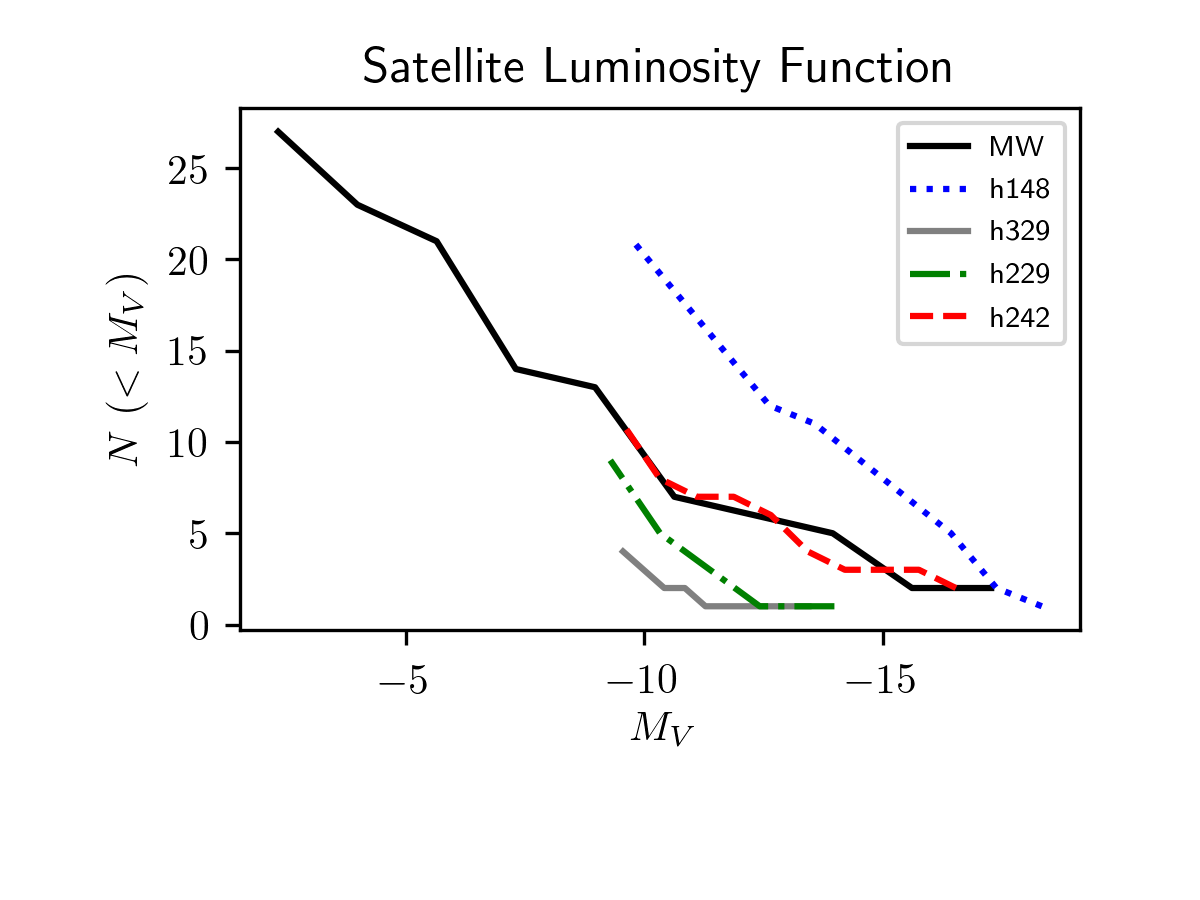 Satellite Luminosity Function
MW
h148
h329
h229
h242
25
20
15
10
5
0
N (< M_V)
−5
−10
−15
M_V